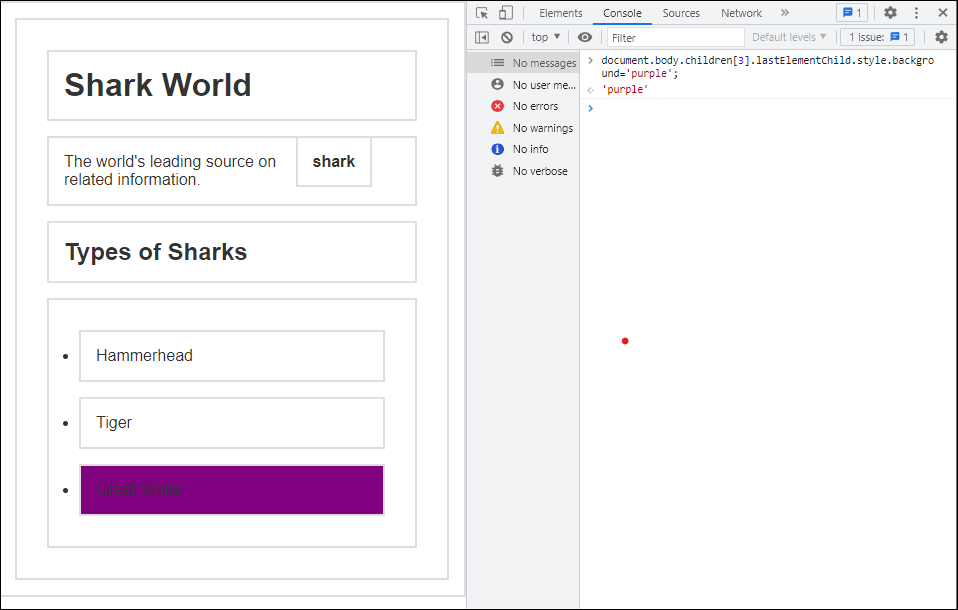 Shark World
The world's leading source on
related information.
shark
Types of Sharks
Hammerhead
Tiger
Great White
Elements
Console
Sources
Network
»
1
top ▼
Filter
Default levels ▼
1 Issue:
1
No messages
No user me...
No errors
No warnings
No info
No verbose
> document.body.children[3].lastElementChild.style.backgro
und='purple';
'purple'
>